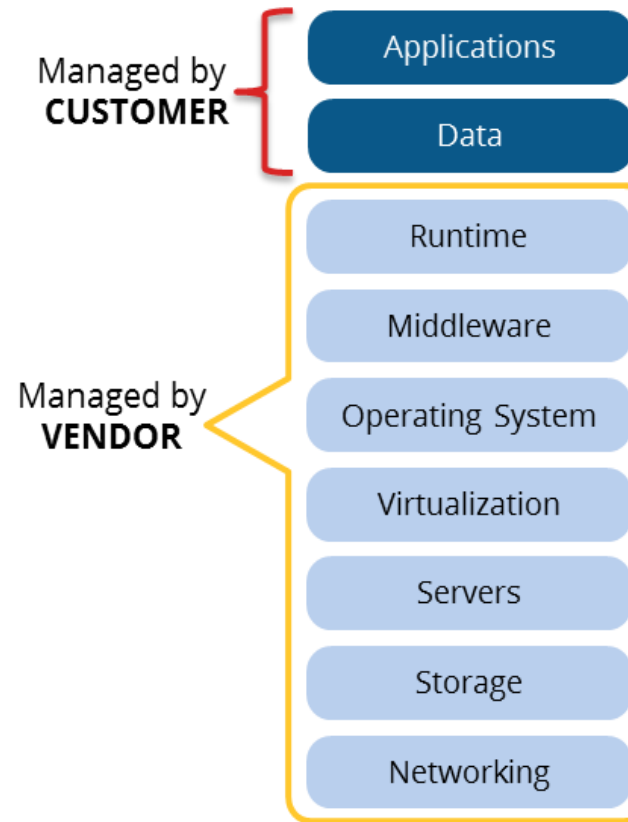 Managed by
CUSTOMER
Applications
Data
Managed by
VENDOR
Runtime
Middleware
Operating System
Virtualization
Servers
Storage
Networking